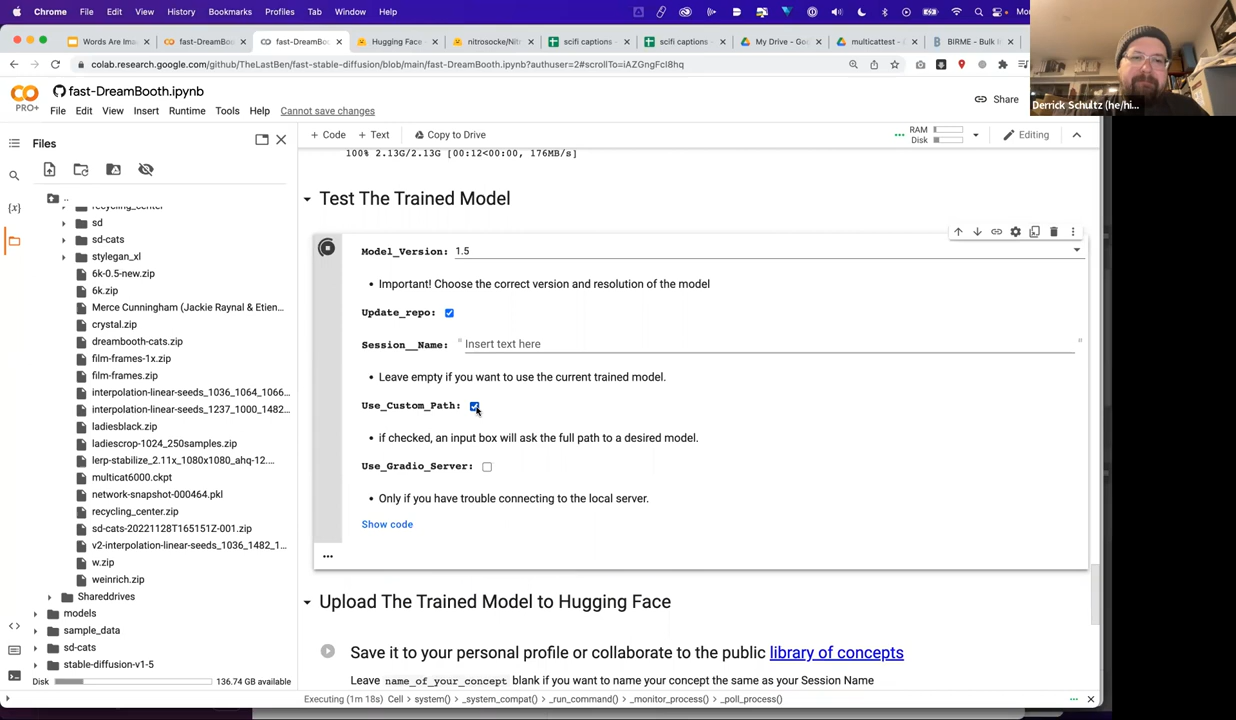 Chrome File Edit View History Bookmarks Profiles Tab Window Help
Words Are Ima
fast-DreamBoo
fast-DreamBoo
Hugging Face
nitrosocke/Nit
scifi captions -
scifi captions -
My Drive - Goo
multicattest -
BIRME - Bulk I
colab.research.google.com/github/TheLastBen/fast-stable-diffusion/blob/main/fast-DreamBooth.ipynb?authuser=2#scrollTo=iAZGngFcI8hq
Derrick Schultz (he/hi...
PRO+
fast-DreamBooth.ipynb
File Edit View Insert Runtime Tools Help Cannot save changes
Share
+ Code + Text Copy to Drive
RAM
Disk
Editing
Files
..
recycling_center
sd
sd-cats
stylegan_xl
6k-0.5-new.zip
6k.zip
Merce Cunningham (Jackie Raynal & Etien...
crystal.zip
dreambooth-cats.zip
film-frames-1x.zip
film-frames.zip
interpolation-linear-seeds_1036_1064_1066...
interpolation-linear-seeds_1237_1000_1482...
ladiesblack.zip
ladiescrop-1024_250samples.zip
lerp-stabilize_2.11x_1080x1080_ahq-12....
multicat6000.ckpt
network-snapshot-000464.pkl
recycling_center.zip
sd-cats-20221128T165151Z-001.zip
v2-interpolation-linear-seeds_1036_1482_1...
w.zip
weinrich.zip
Shareddrives
models
sample_data
sd-cats
stable-diffusion-v1-5
Disk 136.74 GB available
100% 2.13G/2.13G [00:12<00:00, 176MB/s]
Test The Trained Model
Model_Version: 1.5
• Important! Choose the correct version and resolution of the model
Update_repo:
Session__Name: " Insert text here "
• Leave empty if you want to use the current trained model.
Use_Custom_Path:
• if checked, an input box will ask the full path to a desired model.
Use_Gradio_Server:
• Only if you have trouble connecting to the local server.
Show code
...
Upload The Trained Model to Hugging Face
Save it to your personal profile or collaborate to the public library of concepts
Leave name_of_your_concept blank if you want to name your concept the same as your Session Name
Executing (1m 18s) Cell > system() > _system_compat() > _run_command() > _monitor_process() > _poll_process()